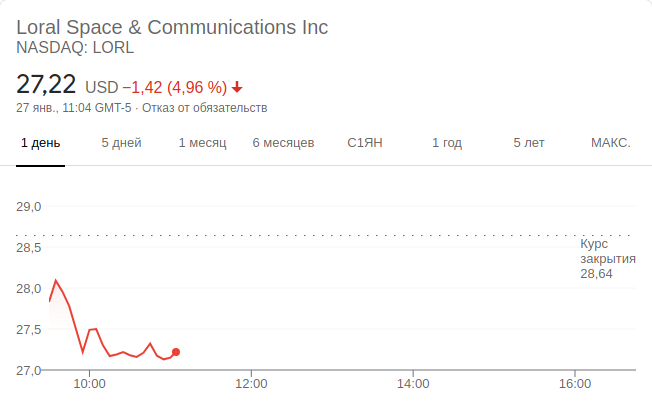 Loral Space & Communications Inc
NASDAQ: LORL
27,22 USD −1,42 (4,96 %)
27 янв., 11:04 GMT-5 · Отказ от обязательств
1 день 5 дней 1 месяц 6 месяцев С1ЯН 1 год 5 лет МАКС.
29,0
28,5
28,0
27,5
27,0
Курс
закрытия
28,64
10:00 12:00 14:00 16:00